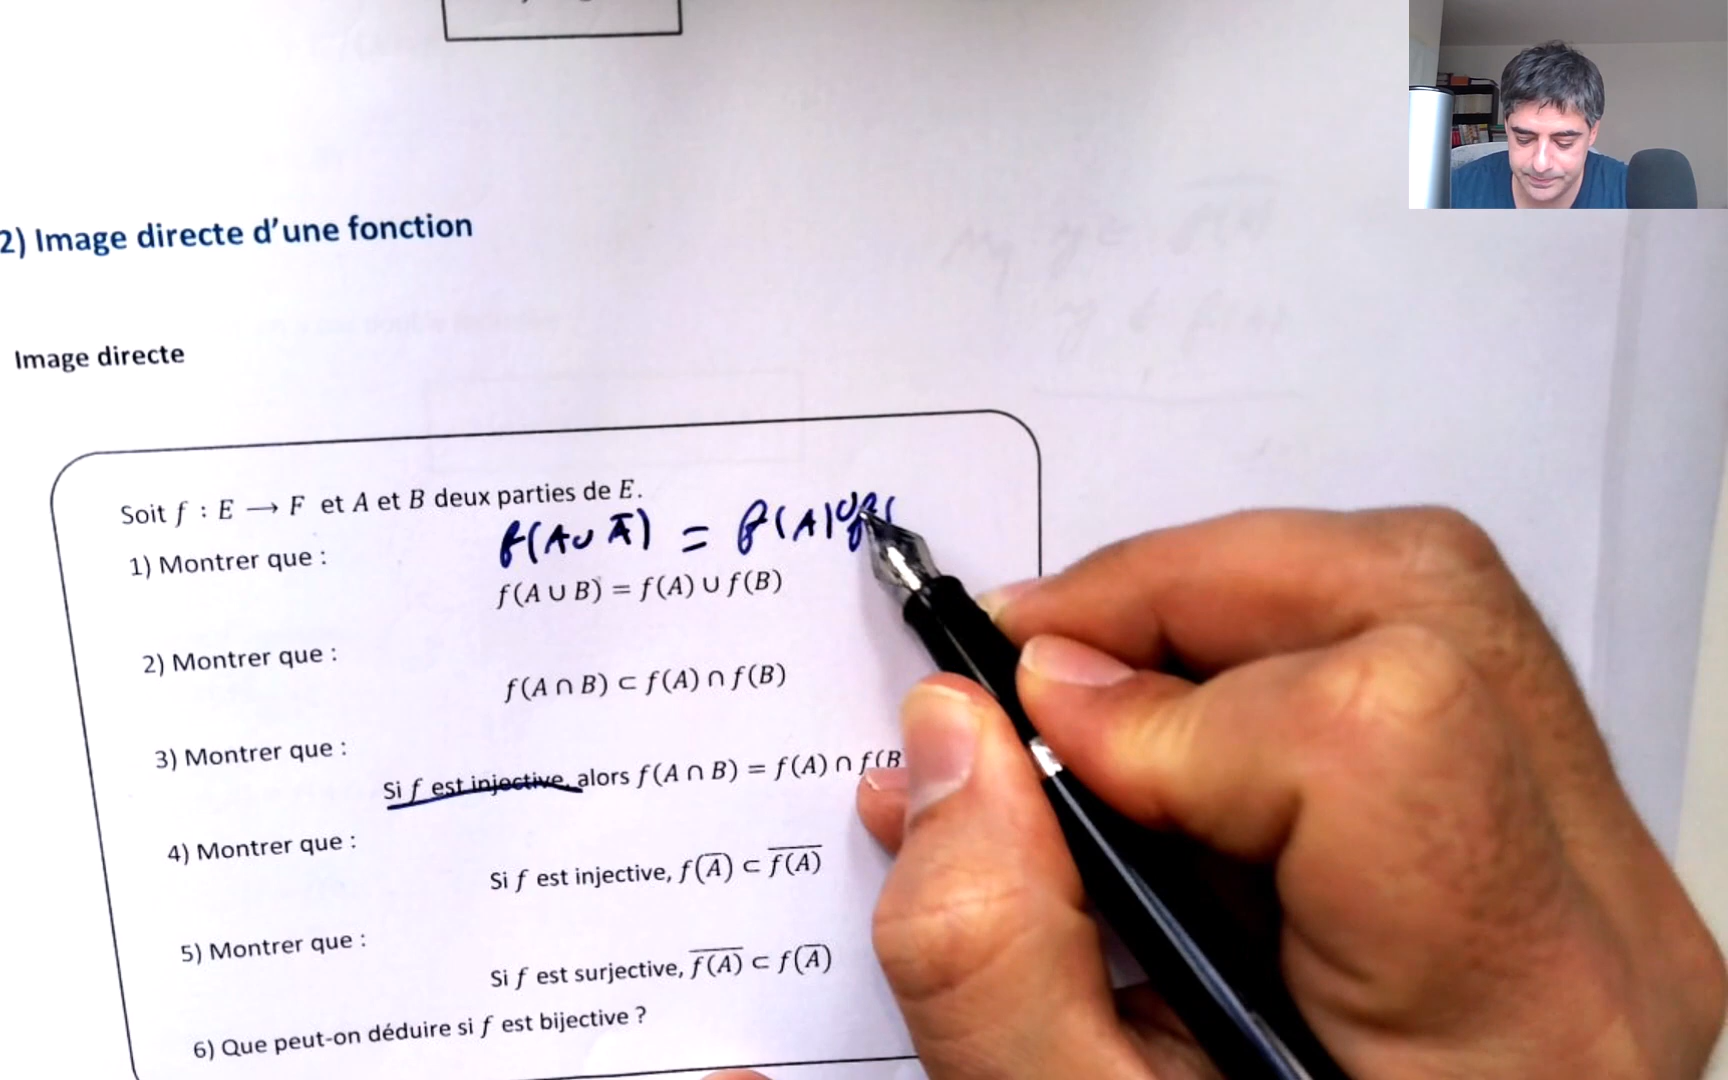 2) Image directe d’une fonction
Image directe
Soit f : E ⟶ F et A et B deux parties de E.
f(A∪A̅) = f(A)∪f(
1) Montrer que :
f(A ∪ B) = f(A) ∪ f(B)
2) Montrer que :
f(A ∩ B) ⊂ f(A) ∩ f(B)
3) Montrer que :
Si f est injective, alors f(A ∩ B) = f(A) ∩ f(B
4) Montrer que :
Si f est injective, f(A̅) ⊂ \overline{f(A)}
5) Montrer que :
Si f est surjective, \overline{f(A)} ⊂ f(A̅)
6) Que peut-on déduire si f est bijective ?